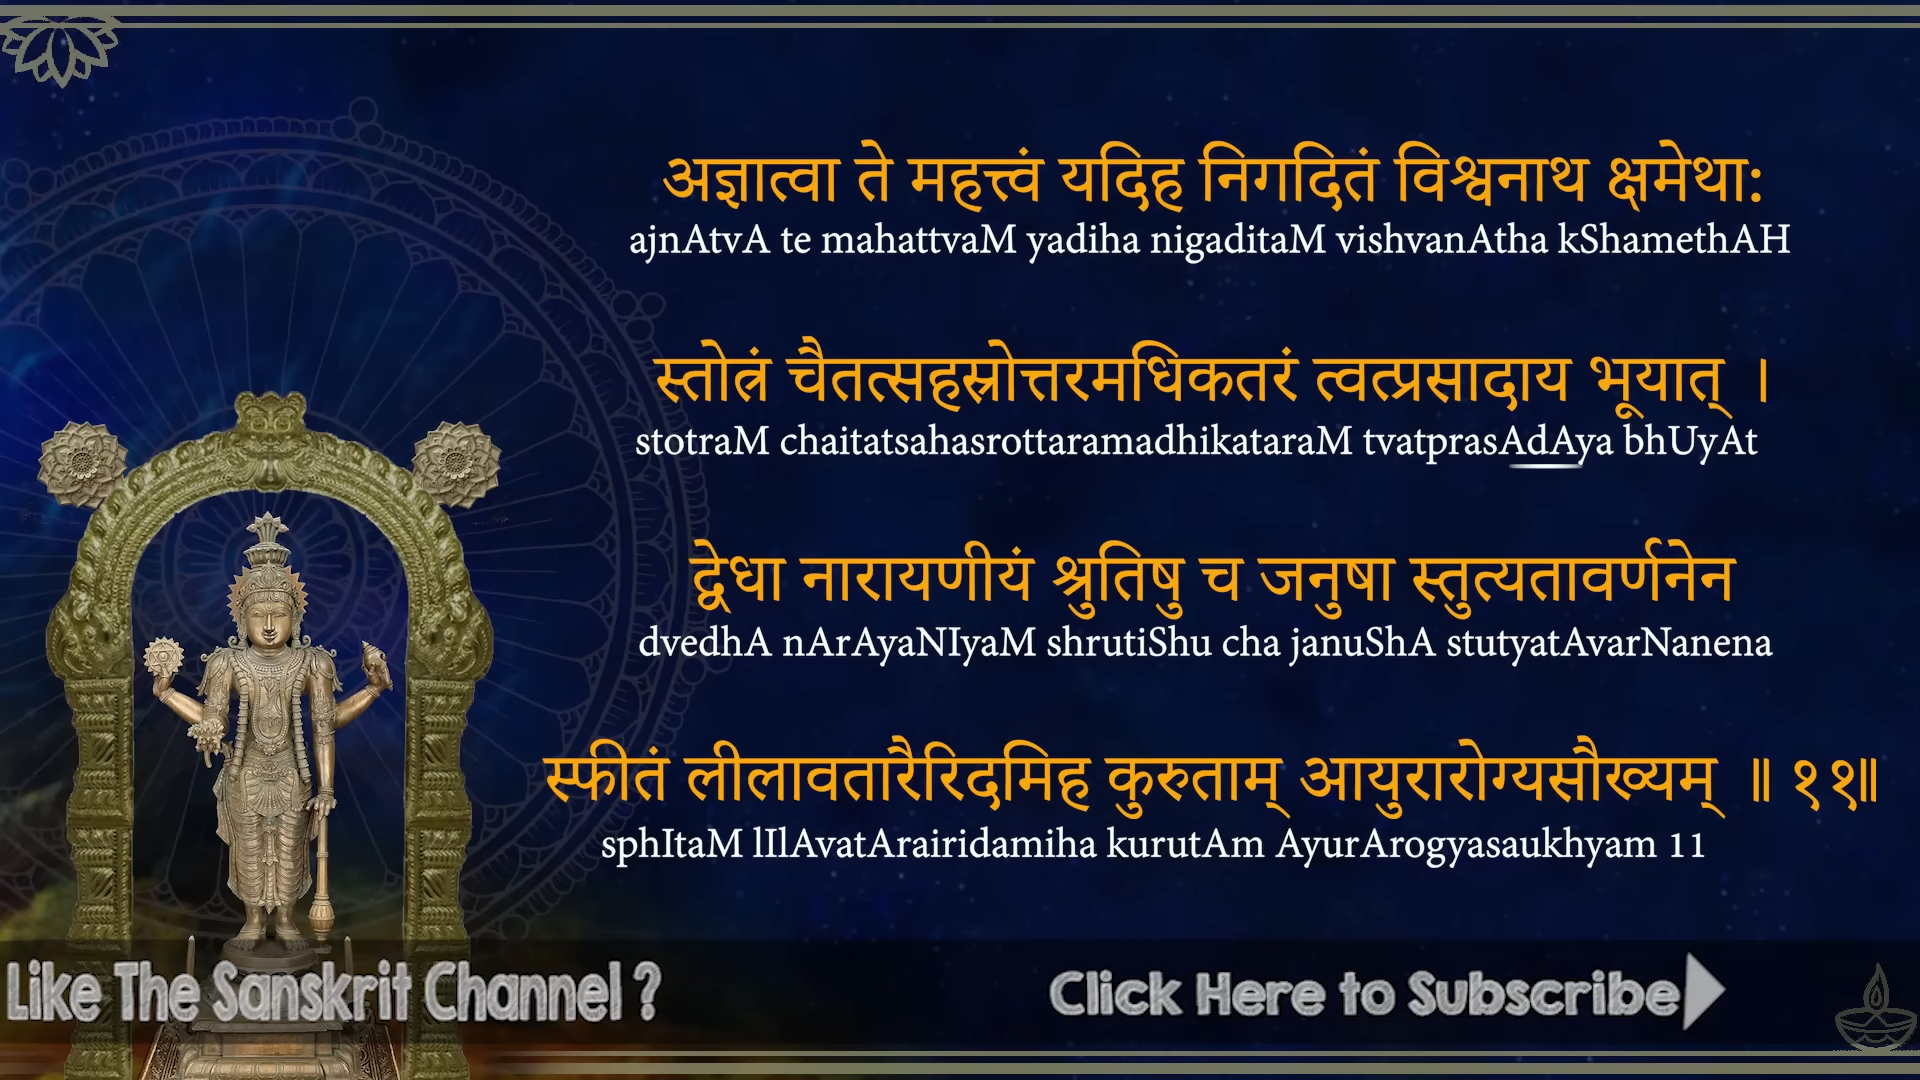 अज्ञात्वा ते महत्त्वं यदिह निगदितं विश्वनाथ क्षमेथा:
ajnAtvA te mahattvaM yadiha nigaditaM vishvanAtha kShamethAH
स्तोत्रं चैतत्सहस्रोत्तरमधिकतरं त्वत्प्रसादाय भूयात् ।
stotraM chaitatsahasrottaramadhikataraM tvatprasAdAya bhUyAt
द्वेधा नारायणीयं श्रुतिषु च जनुषा स्तुत्यतावर्णनेन
dvedhA nArAyaNIyaM shrutiShu cha januShA stutyatAvarNanena
स्फीतं लीलावतारैरिदमिह कुरुताम् आयुरारोग्यसौख्यम् ॥ ११॥
sphItaM lIlAvatArairidamiha kurutAm AyurArogyasaukhyam 11
Like The Sanskrit Channel ?
Click Here to Subscribe